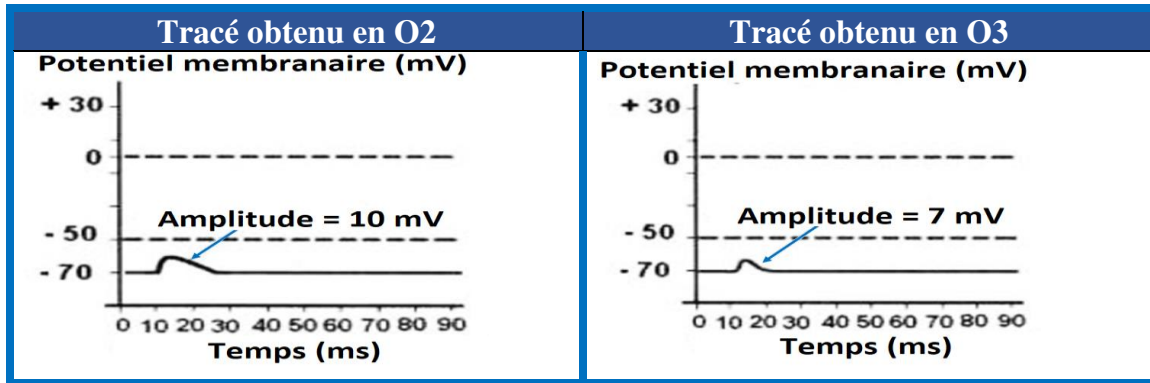 Tracé obtenu en O2
Potentiel membranaire (mV)
+ 30
0
Amplitude = 10 mV
- 50
- 70
0 10 20 30 40 50 60 70 80 90
Temps (ms)
Tracé obtenu en O3
Potentiel membranaire (mV)
+ 30
0
Amplitude = 7 mV
- 50
- 70
0 10 20 30 40 50 60 70 80 90
Temps (ms)